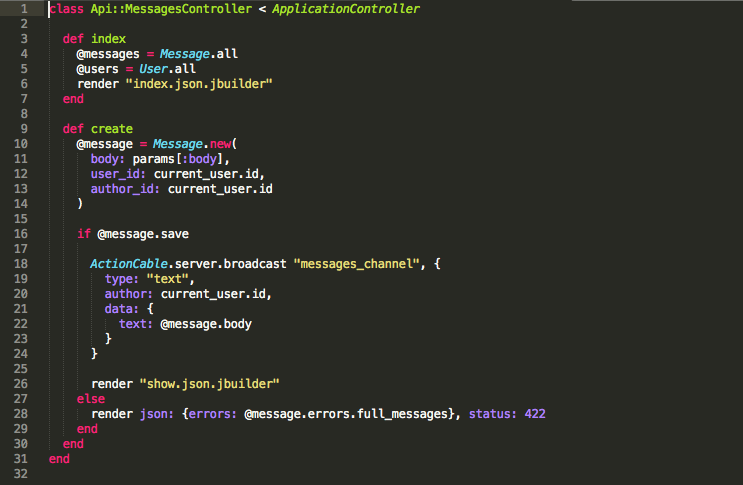 1 class Api::MessagesController < ApplicationController
2
3   def index
4     @messages = Message.all
5     @users = User.all
6     render "index.json.jbuilder"
7   end
8
9   def create
10     @message = Message.new(
11       body: params[:body],
12       user_id: current_user.id,
13       author_id: current_user.id
14     )
15
16     if @message.save
17
18       ActionCable.server.broadcast "messages_channel", {
19         type: "text",
20         author: current_user.id,
21         data: {
22           text: @message.body
23         }
24       }
25
26       render "show.json.jbuilder"
27     else
28       render json: {errors: @message.errors.full_messages}, status: 422
29     end
30   end
31 end
32